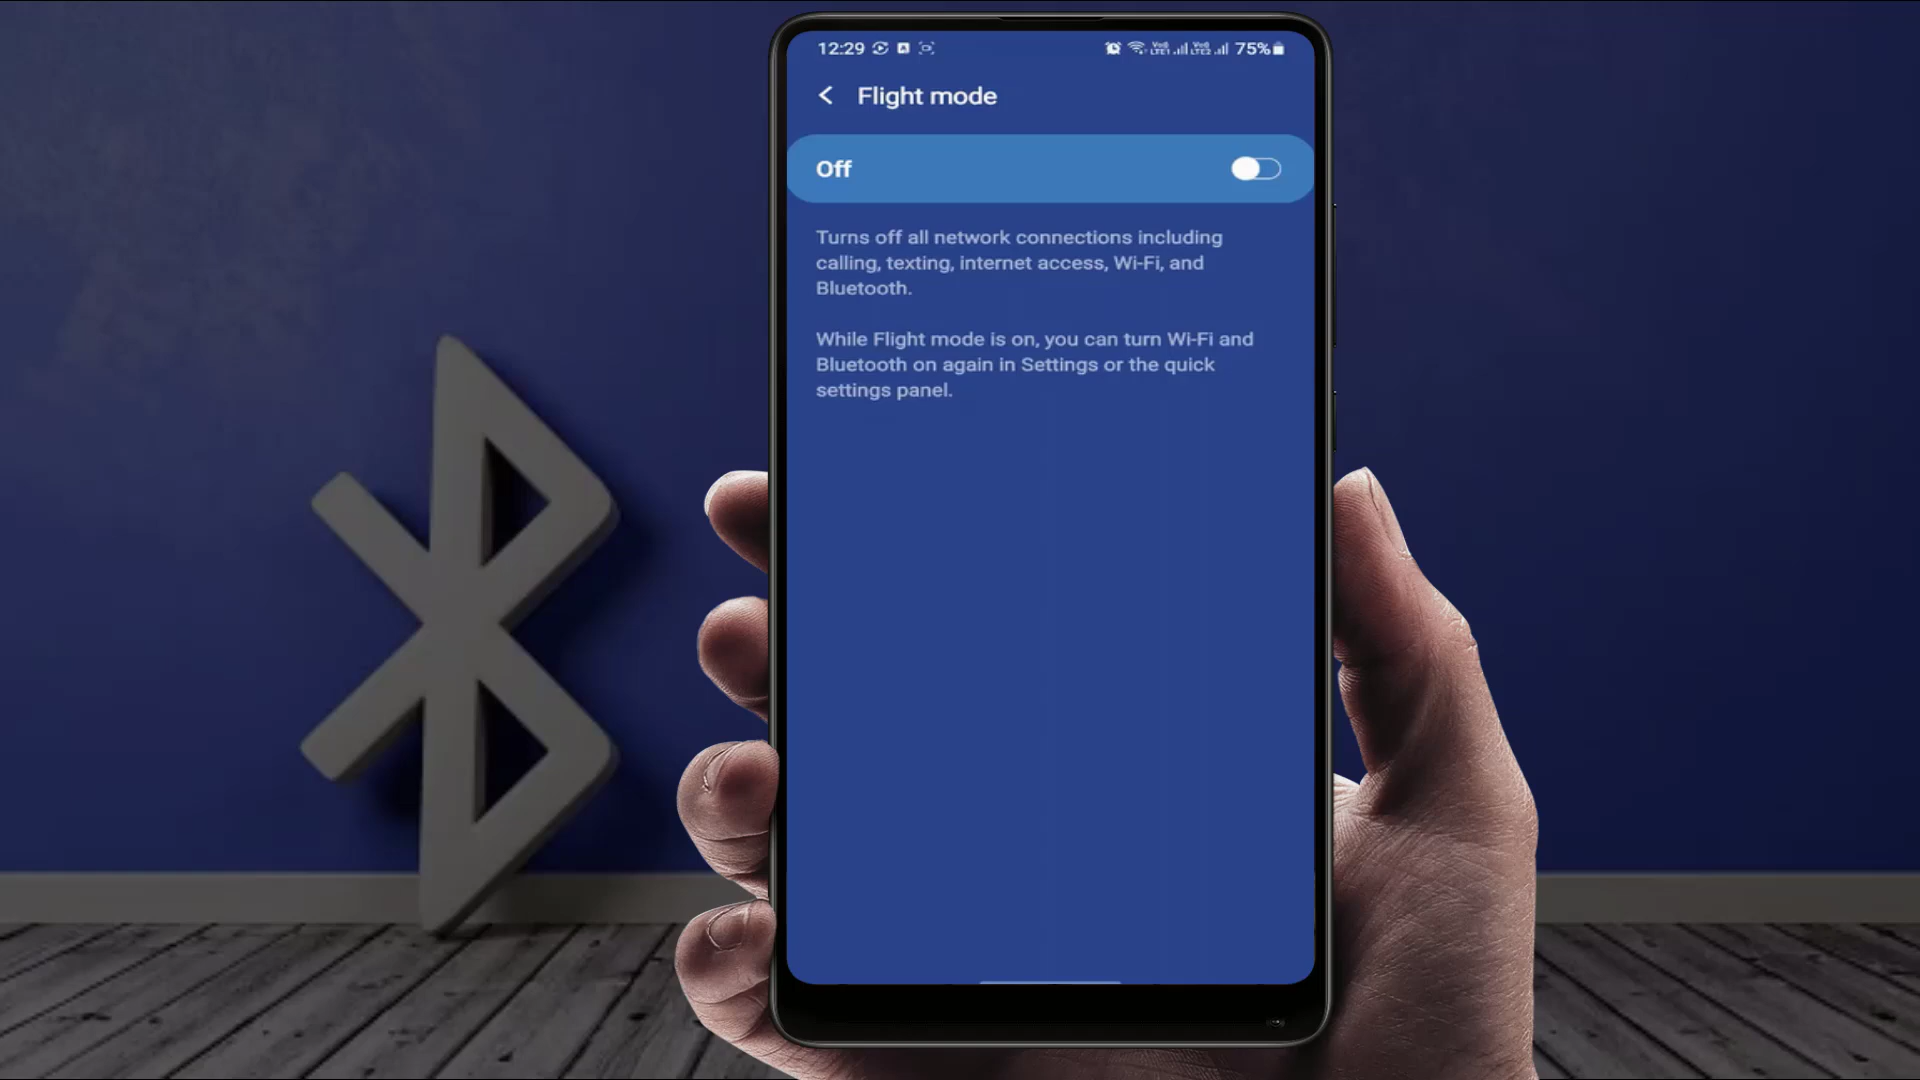 12:29
75%
Flight mode
Off
Turns off all network connections including
calling, texting, internet access, Wi-Fi, and
Bluetooth.
While Flight mode is on, you can turn Wi-Fi and
Bluetooth on again in Settings or the quick
settings panel.